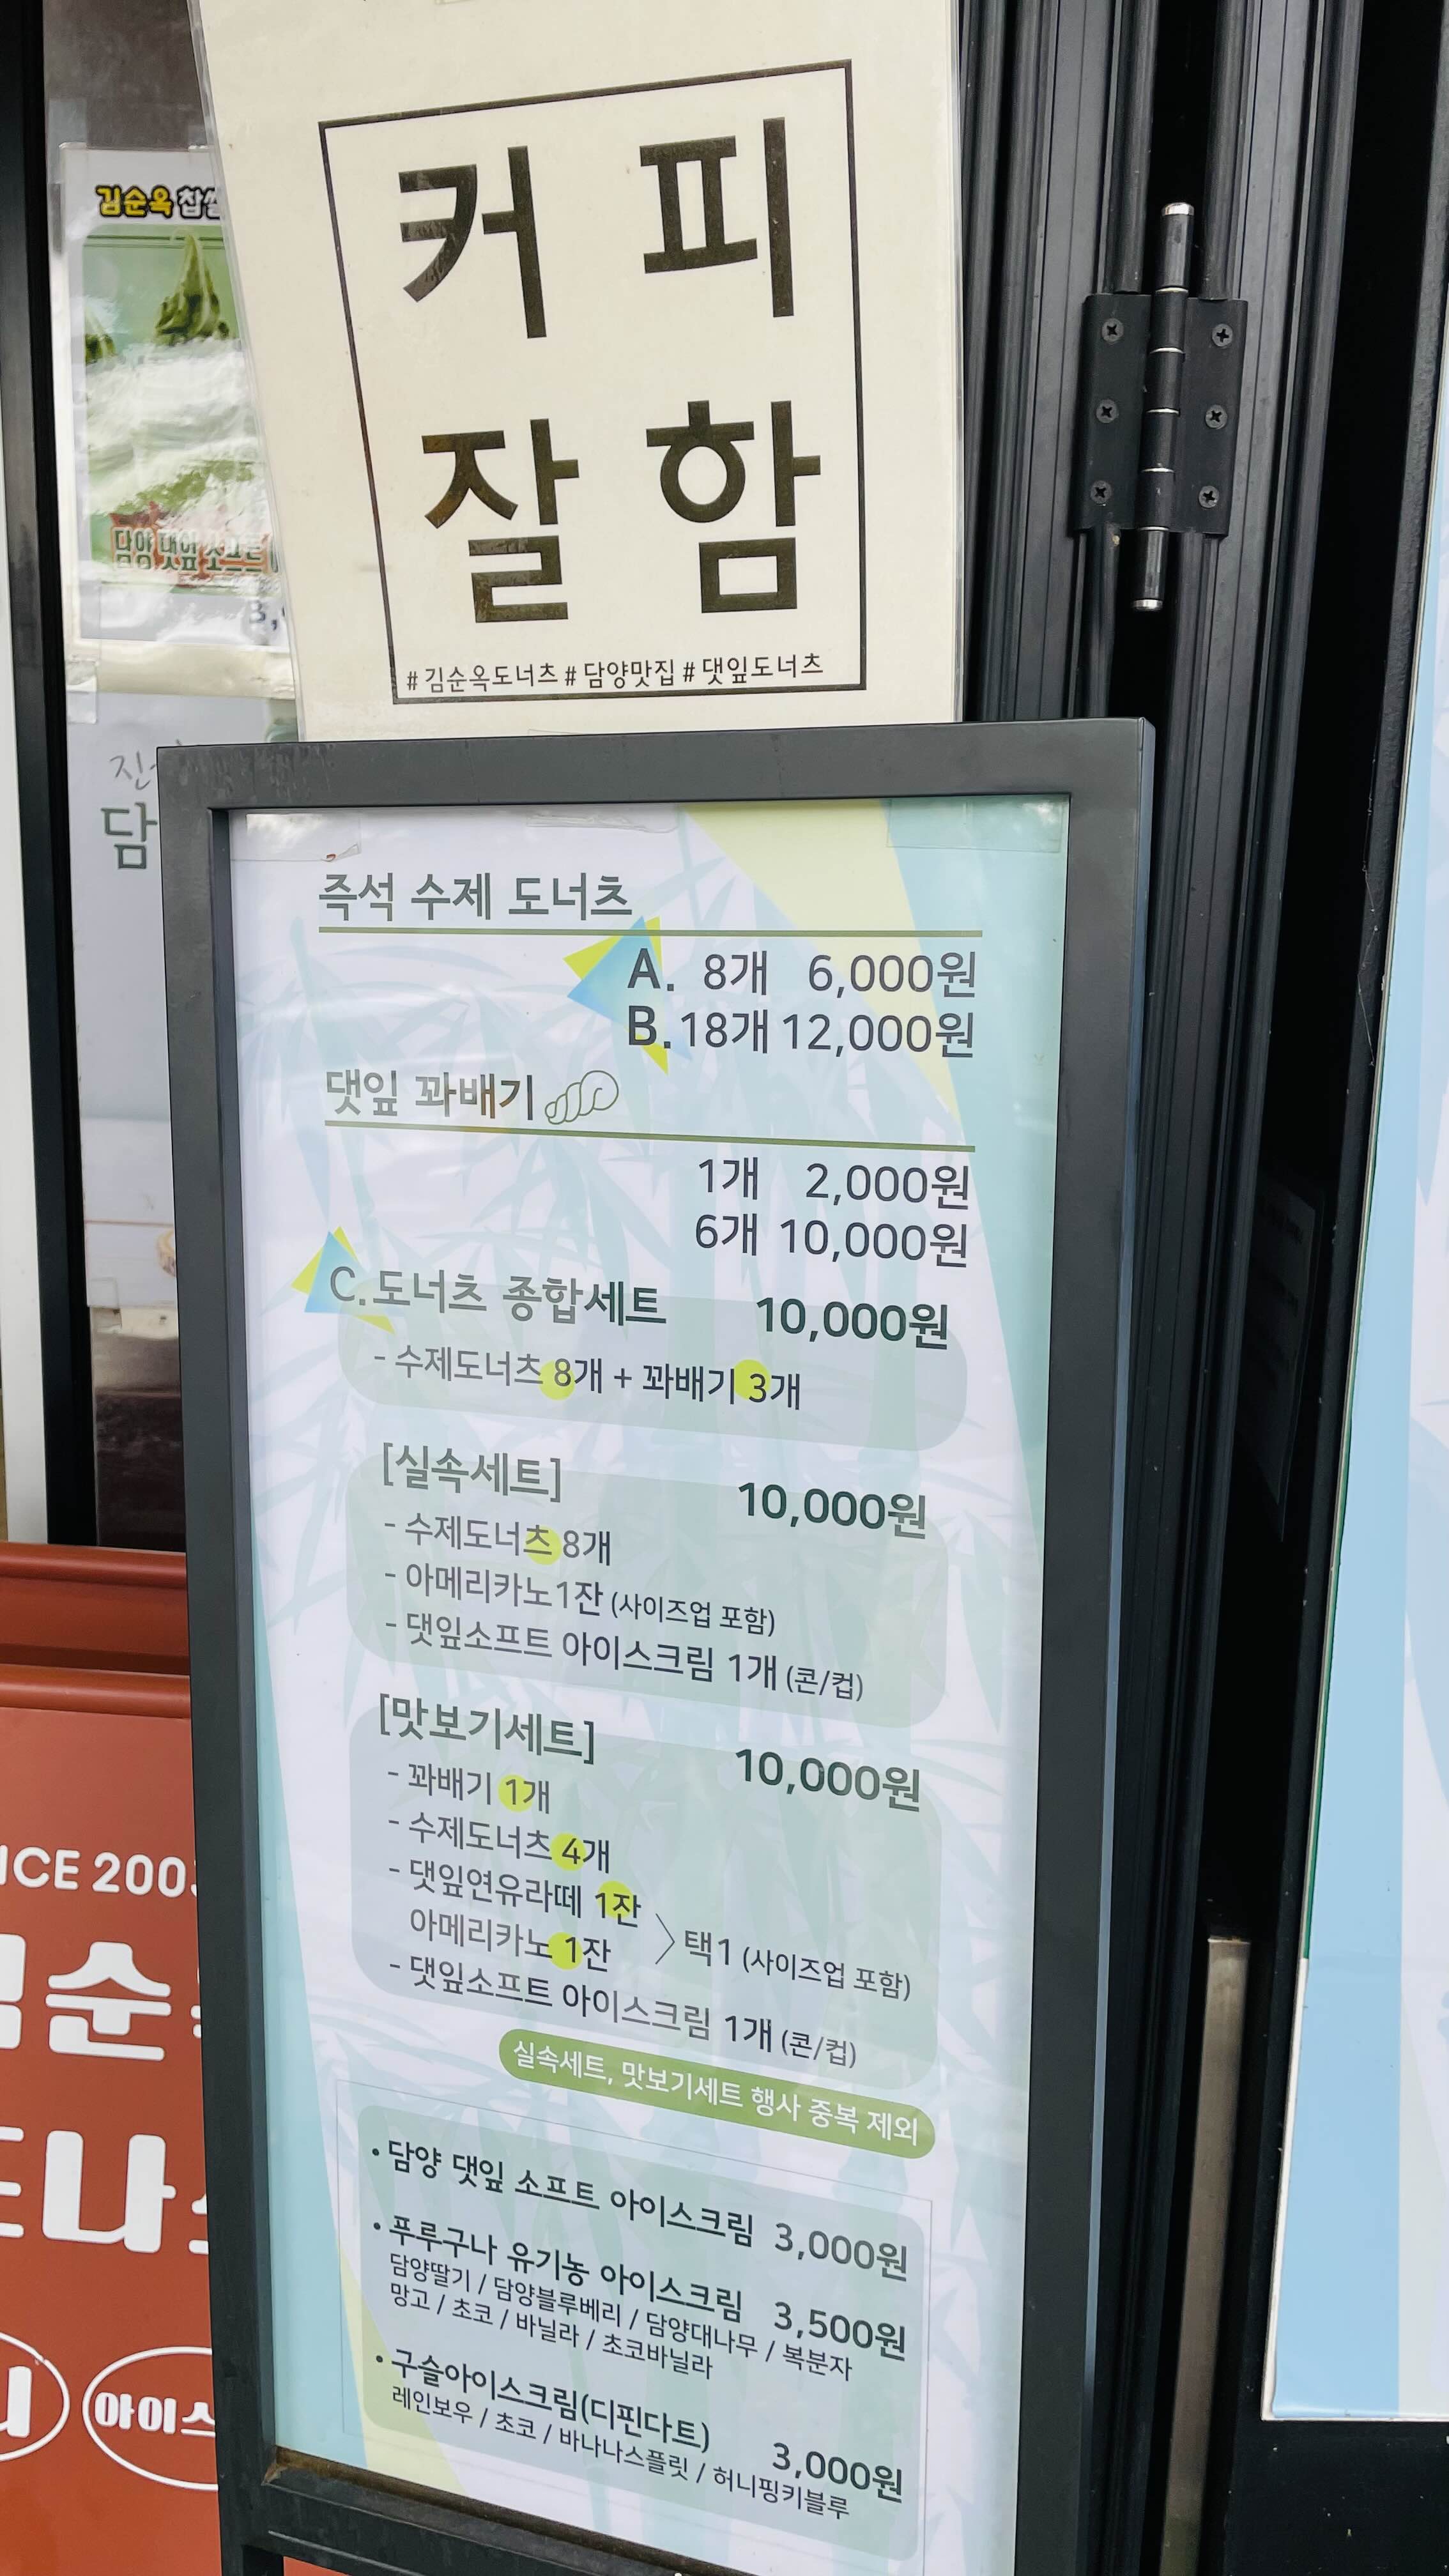 커 피
잘 함
#김순옥도너츠 #담양맛집 #댓잎도너츠
김순옥
담양 댓잎 소프트
담
즉석 수제 도너츠
A. 8개 6,000원
B. 18개 12,000원
댓잎 꽈배기
1개 2,000원
6개 10,000원
C. 도너츠 종합세트 10,000원
- 수제도너츠 8개 + 꽈배기 3개
[실속세트] 10,000원
- 수제도너츠 8개
- 아메리카노1잔 (사이즈업 포함)
- 댓잎소프트 아이스크림 1개 (콘/컵)
[맛보기세트] 10,000원
- 꽈배기 1개
- 수제도너츠 4개
- 댓잎연유라떼 1잔
아메리카노 1잔 > 택1 (사이즈업 포함)
- 댓잎소프트 아이스크림 1개 (콘/컵)
실속세트, 맛보기세트 행사 중복 제외
• 담양 댓잎 소프트 아이스크림 3,000원
• 푸루구나 유기농 아이스크림 3,500원
담양딸기 / 담양블루베리 / 담양대나무 / 복분자
망고 / 초코 / 바닐라 / 초코바닐라
• 구슬아이스크림(디핀다트) 3,000원
레인보우 / 초코 / 바나나스플릿 / 허니핑키블루
순
나
아이스